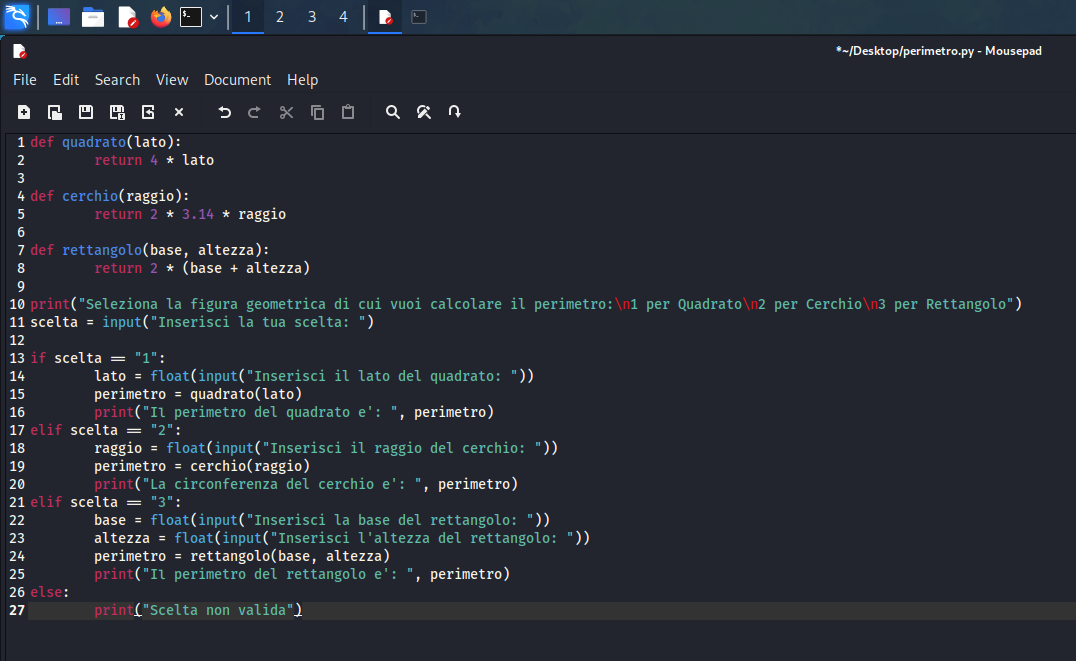 1 2 3 4
*~/Desktop/perimetro.py - Mousepad
File Edit Search View Document Help
1 def quadrato(lato):
2 return 4 * lato
3
4 def cerchio(raggio):
5 return 2 * 3.14 * raggio
6
7 def rettangolo(base, altezza):
8 return 2 * (base + altezza)
9
10 print("Seleziona la figura geometrica di cui vuoi calcolare il perimetro:\n1 per Quadrato\n2 per Cerchio\n3 per Rettangolo")
11 scelta = input("Inserisci la tua scelta: ")
12
13 if scelta == "1":
14 lato = float(input("Inserisci il lato del quadrato: "))
15 perimetro = quadrato(lato)
16 print("Il perimetro del quadrato e': ", perimetro)
17 elif scelta == "2":
18 raggio = float(input("Inserisci il raggio del cerchio: "))
19 perimetro = cerchio(raggio)
20 print("La circonferenza del cerchio e': ", perimetro)
21 elif scelta == "3":
22 base = float(input("Inserisci la base del rettangolo: "))
23 altezza = float(input("Inserisci l'altezza del rettangolo: "))
24 perimetro = rettangolo(base, altezza)
25 print("Il perimetro del rettangolo e': ", perimetro)
26 else:
27 print("Scelta non valida")